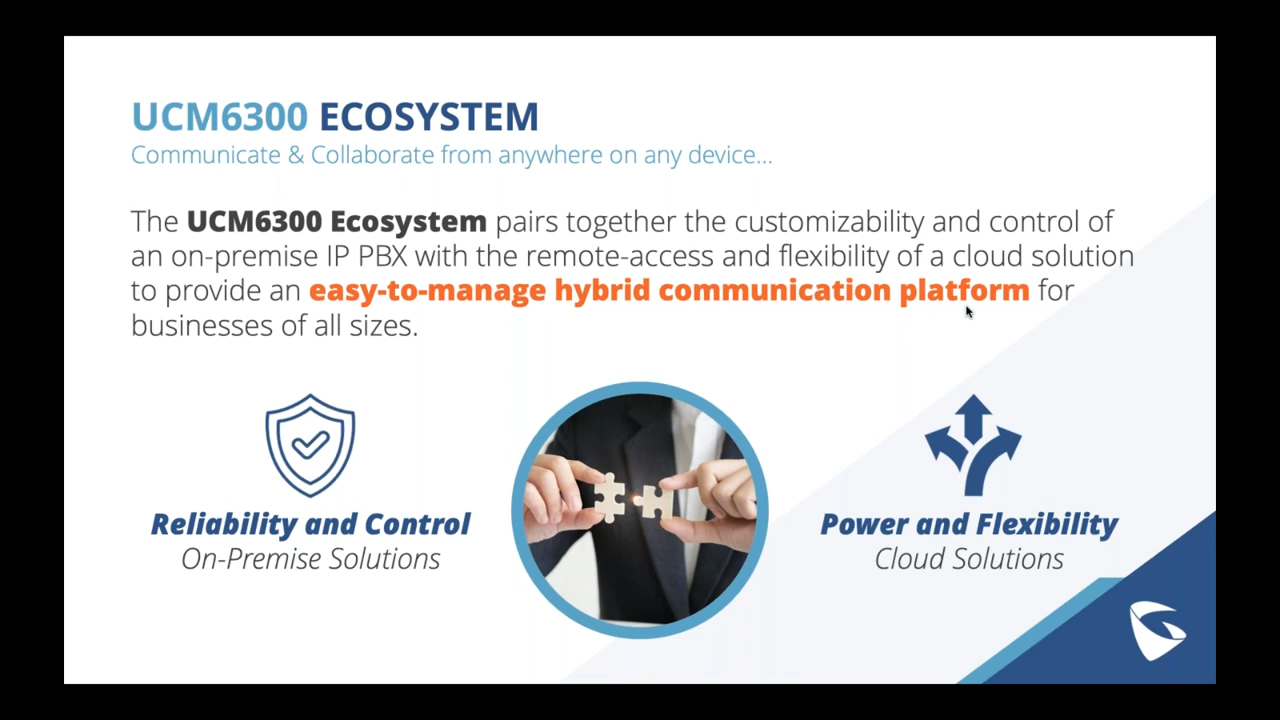 UCM6300 ECOSYSTEM
Communicate & Collaborate from anywhere on any device...
The UCM6300 Ecosystem pairs together the customizability and control of
an on-premise IP PBX with the remote-access and flexibility of a cloud solution
to provide an easy-to-manage hybrid communication platform for
businesses of all sizes.
Reliability and Control
On-Premise Solutions
Power and Flexibility
Cloud Solutions